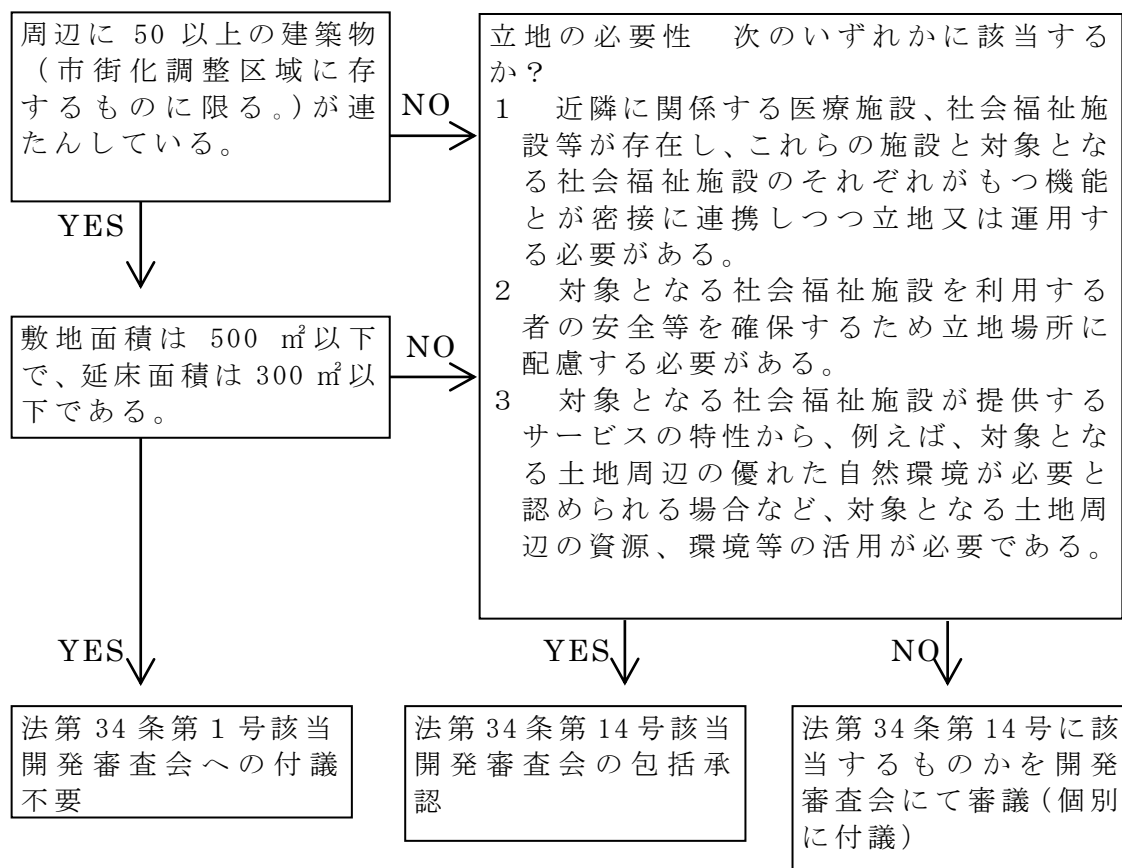 周辺に 50 以上の建築物
（市街化調整区域に存
するものに限る。）が連
たんしている。
NO
YES
敷地面積は 500 ㎡以下
で、延床面積は 300 ㎡以
下である。
NO
立地の必要性　次のいずれかに該当する
か？
1　近隣に関係する医療施設、社会福祉施
設等が存在し、これらの施設と対象とな
る社会福祉施設のそれぞれがもつ機能
とが密接に連携しつつ立地又は運用す
る必要がある。
2　対象となる社会福祉施設を利用する
者の安全等を確保するため立地場所に
配慮する必要がある。
3　対象となる社会福祉施設が提供する
サービスの特性から、例えば、対象とな
る土地周辺の優れた自然環境が必要と
認められる場合など、対象となる土地周
辺の資源、環境等の活用が必要である。
YES
YES
NO
法第 34 条第 1 号該当
開発審査会への付議
不要
法第 34 条第 14 号該当
開発審査会の包括承
認
法第 34 条第 14 号に該
当するものかを開発
審査会にて審議（個別
に付議）